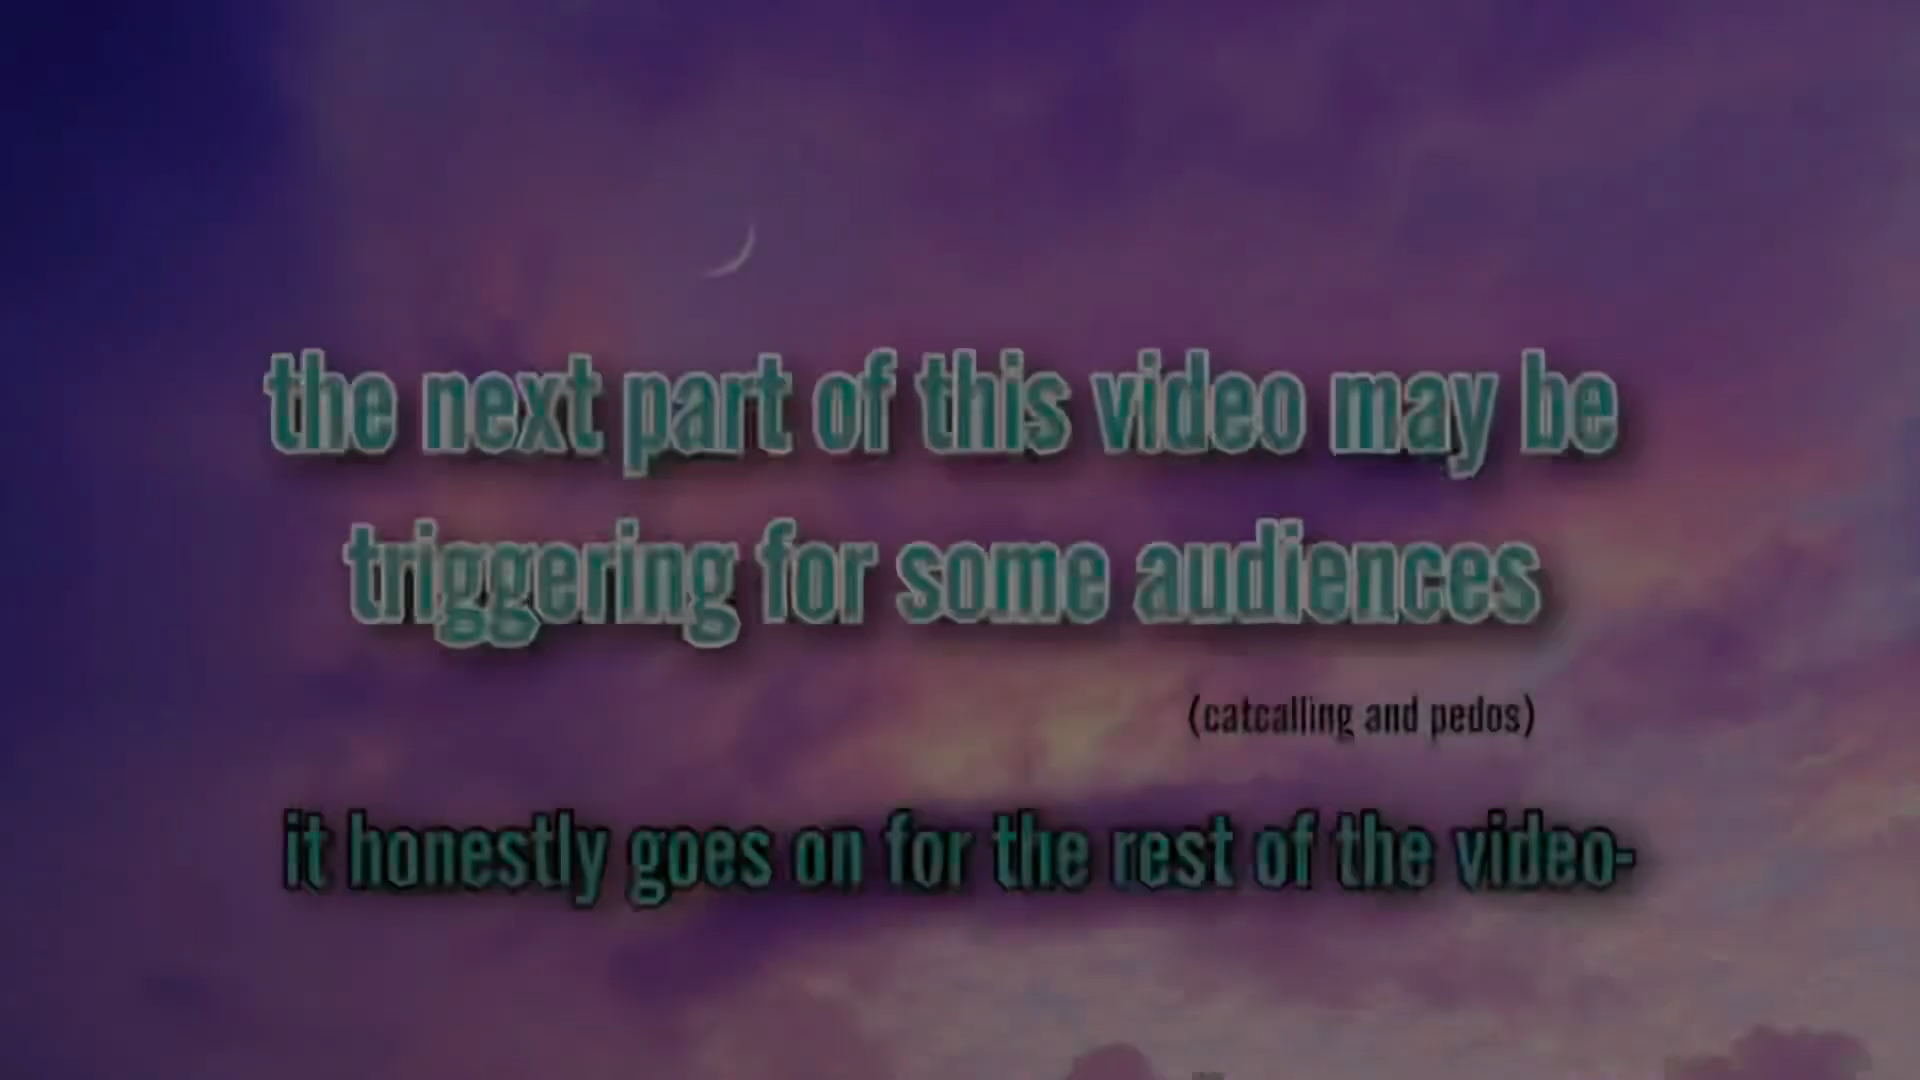 the next part of this video may be
triggering for some audiences
(catcalling and pedos)
it honestly goes on for the rest of the video-